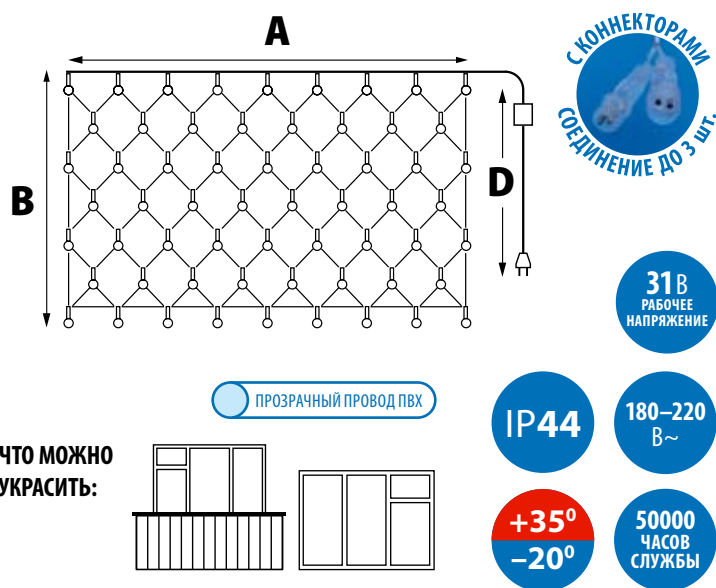 A
B
D
С КОННЕКТОРАМИ
СОЕДИНЕНИЕ ДО 3 шт.
31В
РАБОЧЕЕ
НАПРЯЖЕНИЕ
ПРОЗРАЧНЫЙ ПРОВОД ПВХ
IP44
180–220
В~
ЧТО МОЖНО
УКРАСИТЬ:
+35⁰
–20⁰
50000
ЧАСОВ
СЛУЖБЫ